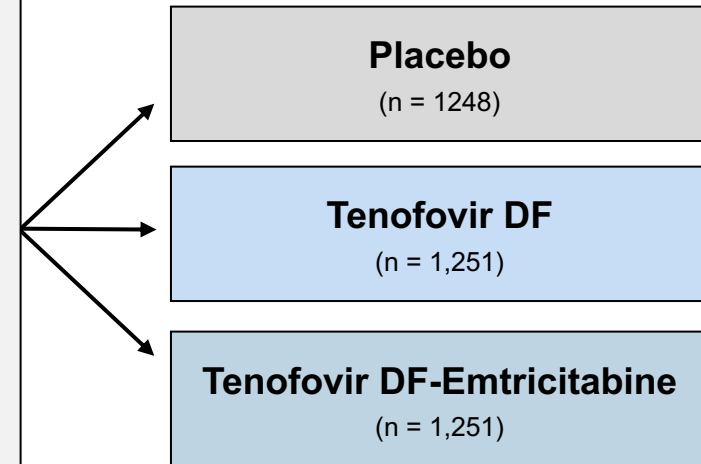 Placebo
(n = 1248)
Tenofovir DF
(n = 1,251)
Tenofovir DF-Emtricitabine
(n = 1,251)